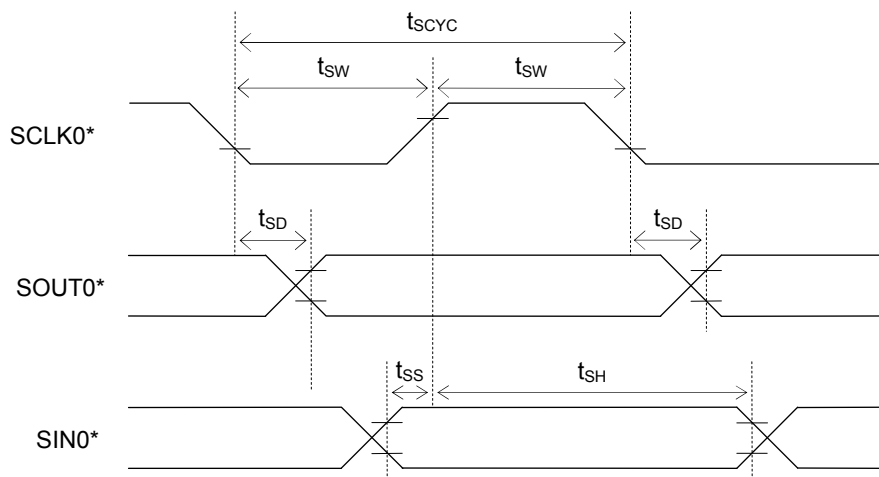 tSCYC
tSW tSW
SCLK0*
tSD tSD
SOUT0*
tSS tSH
SIN0*